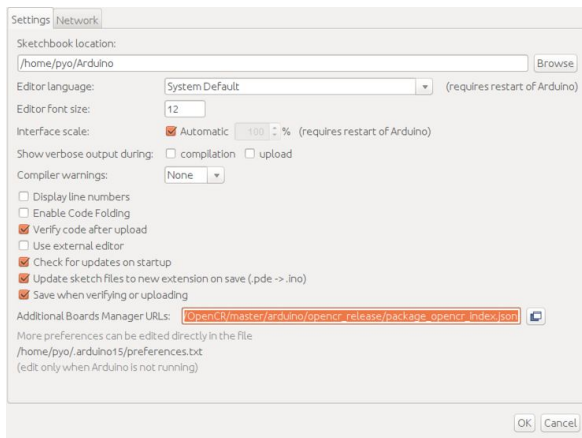 Settings Network
Sketchbook location:
/home/pyo/Arduino Browse
Editor language: System Default (requires restart of Arduino)
Editor font size: 12
Interface scale: Automatic 100 % (requires restart of Arduino)
Show verbose output during: compilation upload
Compiler warnings: None
Display line numbers
Enable Code Folding
Verify code after upload
Use external editor
Check for updates on startup
Update sketch files to new extension on save (.pde -> .ino)
Save when verifying or uploading
Additional Boards Manager URLs: /OpenCR/master/arduino/opencr_release/package_opencr_index.json
More preferences can be edited directly in the file
/home/pyo/.arduino15/preferences.txt
(edit only when Arduino is not running)
OK Cancel